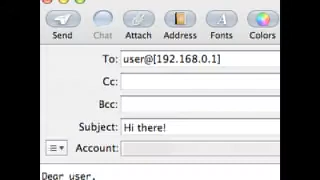 Send Chat Attach Address Fonts Colors
To: user@[192.168.0.1]
Cc:
Bcc:
Subject: Hi there!
Account:
Dear user,